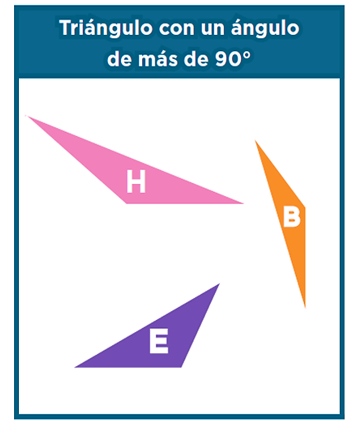 Triángulo con un ángulo
de más de 90°
H
B
E